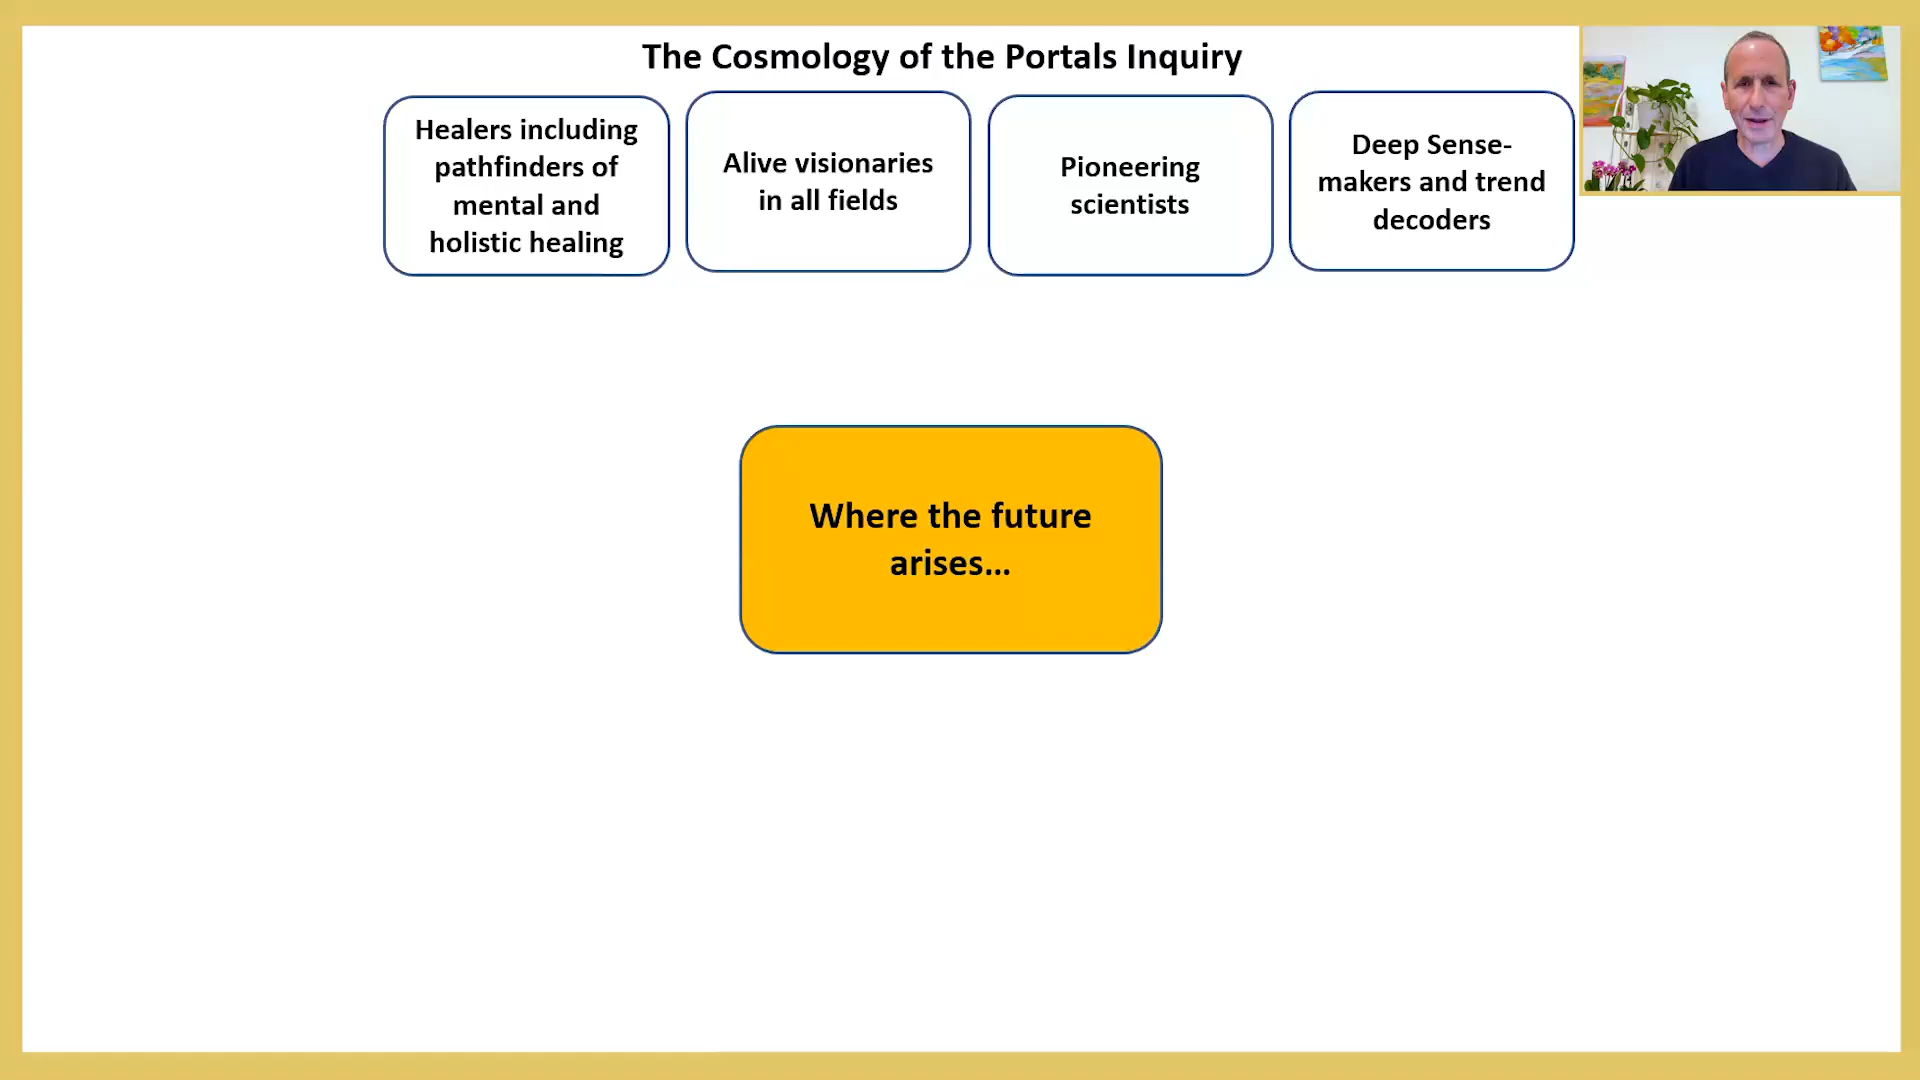 The Cosmology of the Portals Inquiry
Healers including
pathfinders of
mental and
holistic healing
Alive visionaries
in all fields
Pioneering
scientists
Deep Sense-
makers and trend
decoders
Where the future
arises...